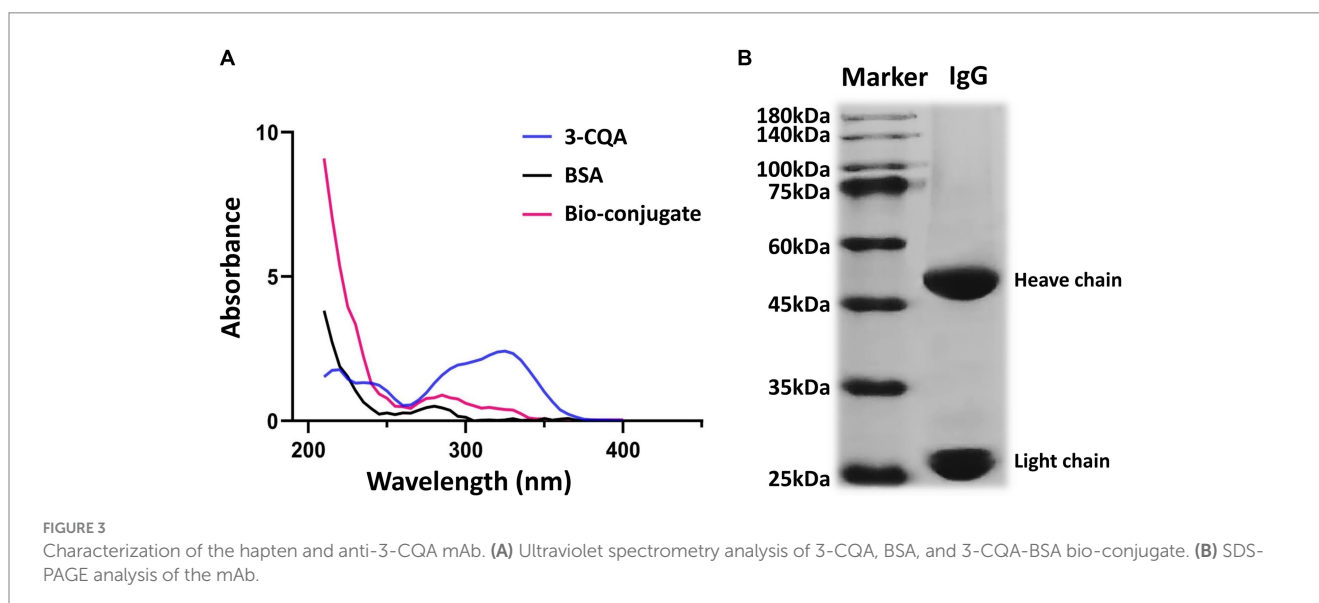 A
10
5
0
200
300
400
Absorbance
Wavelength (nm)
3-CQA
BSA
Bio-conjugate
B
Marker IgG
180kDa
140kDa
100kDa
75kDa
60kDa
45kDa
35kDa
25kDa
Heave chain
Light chain
FIGURE 3
Characterization of the hapten and anti-3-CQA mAb. (A) Ultraviolet spectrometry analysis of 3-CQA, BSA, and 3-CQA-BSA bio-conjugate. (B) SDS-
PAGE analysis of the mAb.